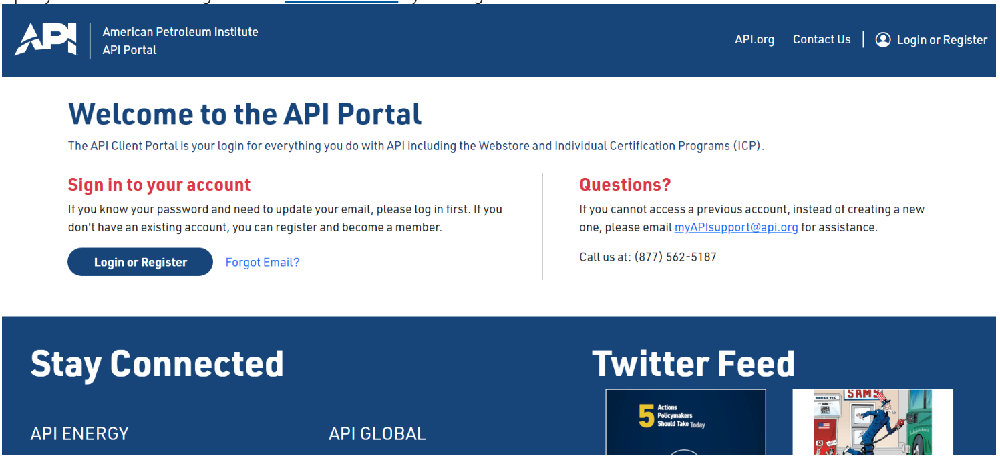 API
American Petroleum Institute
API Portal
API.org Contact Us Login or Register
Welcome to the API Portal
The API Client Portal is your login for everything you do with API including the Webstore and Individual Certification Programs (ICP).
Sign in to your account
If you know your password and need to update your email, please log in first. If you
don't have an existing account, you can register and become a member.
Login or Register Forgot Email?
Questions?
If you cannot access a previous account, instead of creating a new
one, please email myAPIsupport@api.org for assistance.
Call us at: (877) 562-5187
Stay Connected
API ENERGY
API GLOBAL
Twitter Feed
5 Actions
Policymakers
Should Take Today
DOMESTIC
SAM'S